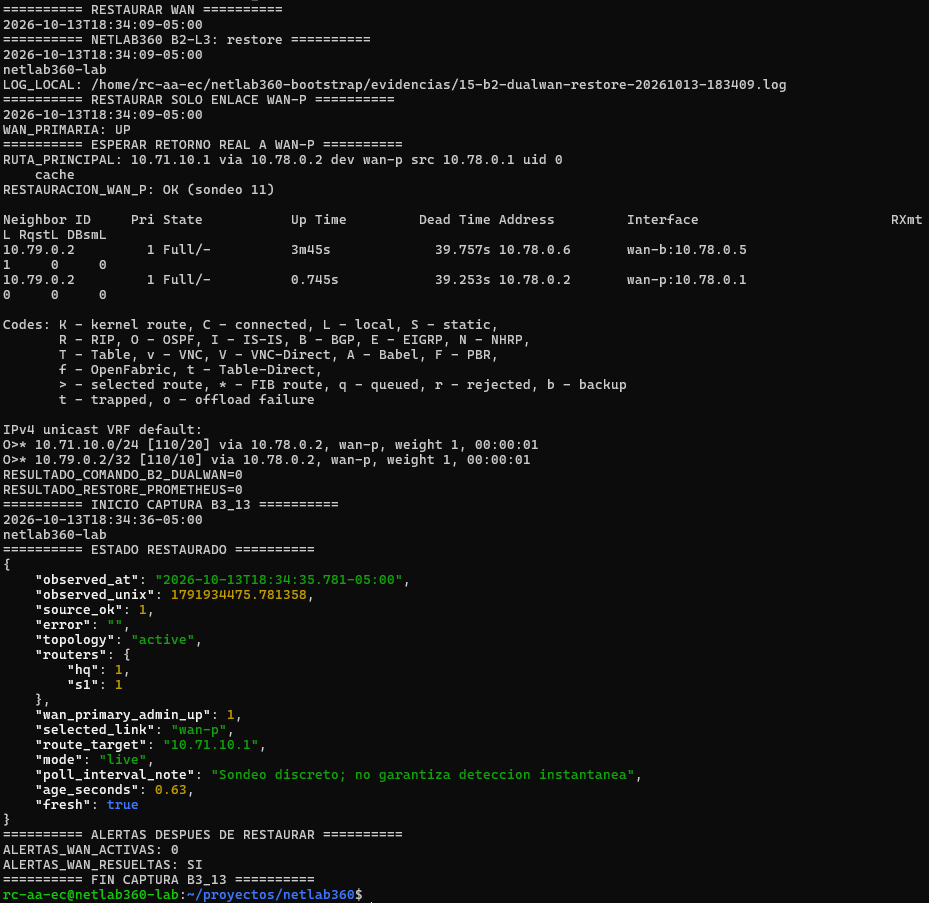 ========== RESTAURAR WAN ==========
2026-10-13T18:34:09-05:00
========== NETLAB360 B2-L3: restore ==========
2026-10-13T18:34:09-05:00
netlab360-lab
LOG_LOCAL: /home/rc-aa-ec/netlab360-bootstrap/evidencias/15-b2-dualwan-restore-20261013-183409.log
========== RESTAURAR SOLO ENLACE WAN-P ==========
2026-10-13T18:34:09-05:00
WAN_PRIMARIA: UP
========== ESPERAR RETORNO REAL A WAN-P ==========
RUTA_PRINCIPAL: 10.71.10.1 via 10.78.0.2 dev wan-p src 10.78.0.1 uid 0
    cache
RESTAURACION_WAN_P: OK (sondeo 11)

Neighbor ID     Pri State           Up Time         Dead Time Address         Interface                        RXmt
L RqstL DBsmL
10.79.0.2         1 Full/-          3m45s             39.757s 10.78.0.6       wan-b:10.78.0.5
1     0     0
10.79.0.2         1 Full/-          0.745s            39.253s 10.78.0.2       wan-p:10.78.0.1
0     0     0

Codes: K - kernel route, C - connected, L - local, S - static,
       R - RIP, O - OSPF, I - IS-IS, B - BGP, E - EIGRP, N - NHRP,
       T - Table, v - VNC, V - VNC-Direct, A - Babel, F - PBR,
       f - OpenFabric, t - Table-Direct,
       > - selected route, * - FIB route, q - queued, r - rejected, b - backup
       t - trapped, o - offload failure

IPv4 unicast VRF default:
O>* 10.71.10.0/24 [110/20] via 10.78.0.2, wan-p, weight 1, 00:00:01
O>* 10.79.0.2/32 [110/10] via 10.78.0.2, wan-p, weight 1, 00:00:01
RESULTADO_COMANDO_B2_DUALWAN=0
RESULTADO_RESTORE_PROMETHEUS=0
========== INICIO CAPTURA B3_13 ==========
2026-10-13T18:34:36-05:00
netlab360-lab
========== ESTADO RESTAURADO ==========
{
    "observed_at": "2026-10-13T18:34:35.781-05:00",
    "observed_unix": 1791934475.781358,
    "source_ok": 1,
    "error": "",
    "topology": "active",
    "routers": {
        "hq": 1,
        "s1": 1
    },
    "wan_primary_admin_up": 1,
    "selected_link": "wan-p",
    "route_target": "10.71.10.1",
    "mode": "live",
    "poll_interval_note": "Sondeo discreto; no garantiza deteccion instantanea",
    "age_seconds": 0.63,
    "fresh": true
}
========== ALERTAS DESPUES DE RESTAURAR ==========
ALERTAS_WAN_ACTIVAS: 0
ALERTAS_WAN_RESUELTAS: SI
========== FIN CAPTURA B3_13 ==========
rc-aa-ec@netlab360-lab:~/proyectos/netlab360$